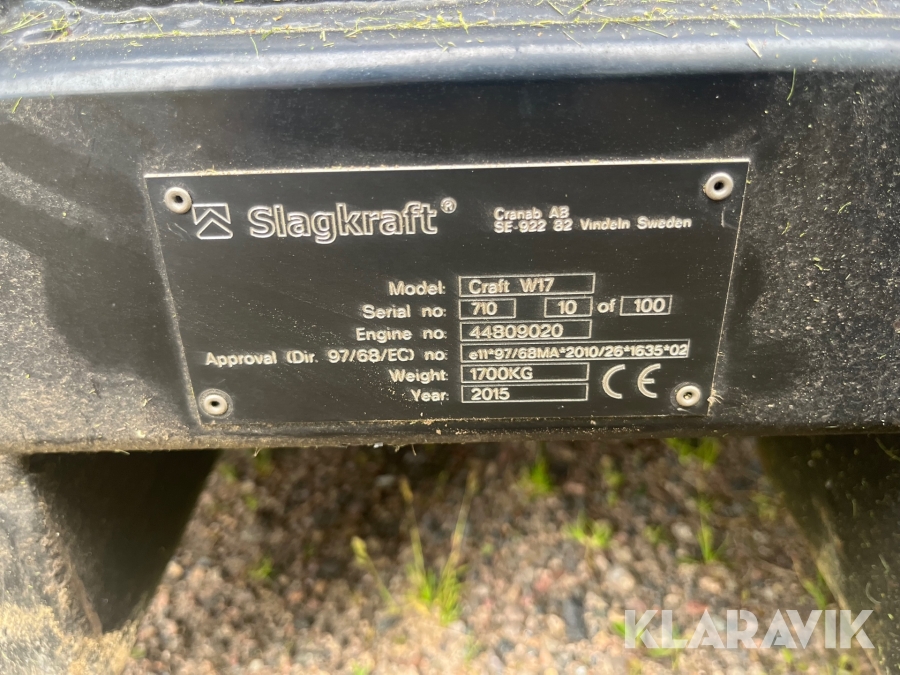 Slagkraft®
Cranab AB
SE-922 82 Vindeln Sweden
Model: Craft W17
Serial no: 710 10 of 100
Engine no: 44809020
Approval (Dir. 97/68/EC) no: e11*97/68MA*2010/26*1635*02
Weight: 1700KG
Year: 2015
CE
KLARAVIK